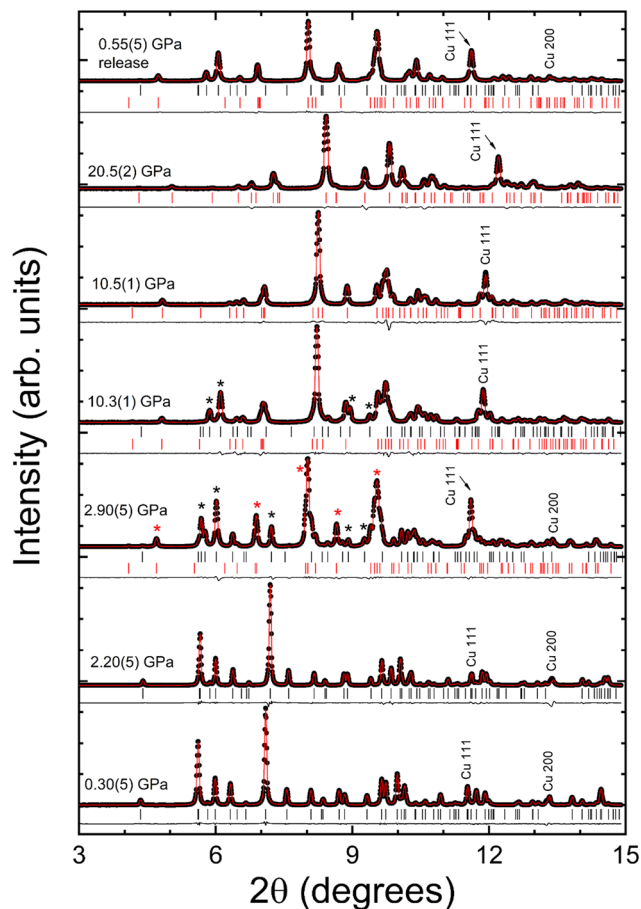 0.55(5) GPa
release
Cu 111
Cu 200
20.5(2) GPa
Cu 111
10.5(1) GPa
Cu 111
10.3(1) GPa
* * * *
Cu 111
2.90(5) GPa
* * * * * * * * *
Cu 111
Cu 200
2.20(5) GPa
Cu 111
Cu 200
0.30(5) GPa
Cu 111
Cu 200
Intensity (arb. units)
3 6 9 12 15
2θ (degrees)